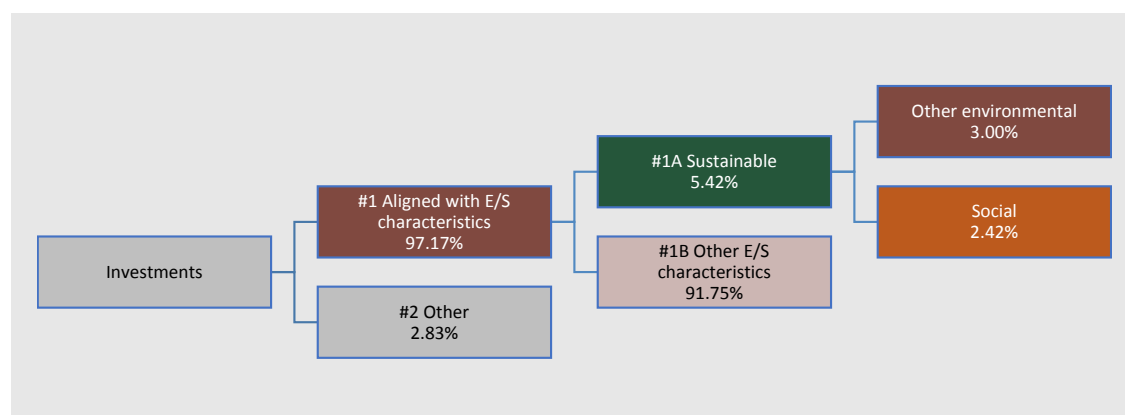 Investments
#1 Aligned with E/S
characteristics
97.17%
#2 Other
2.83%
#1A Sustainable
5.42%
#1B Other E/S
characteristics
91.75%
Other environmental
3.00%
Social
2.42%